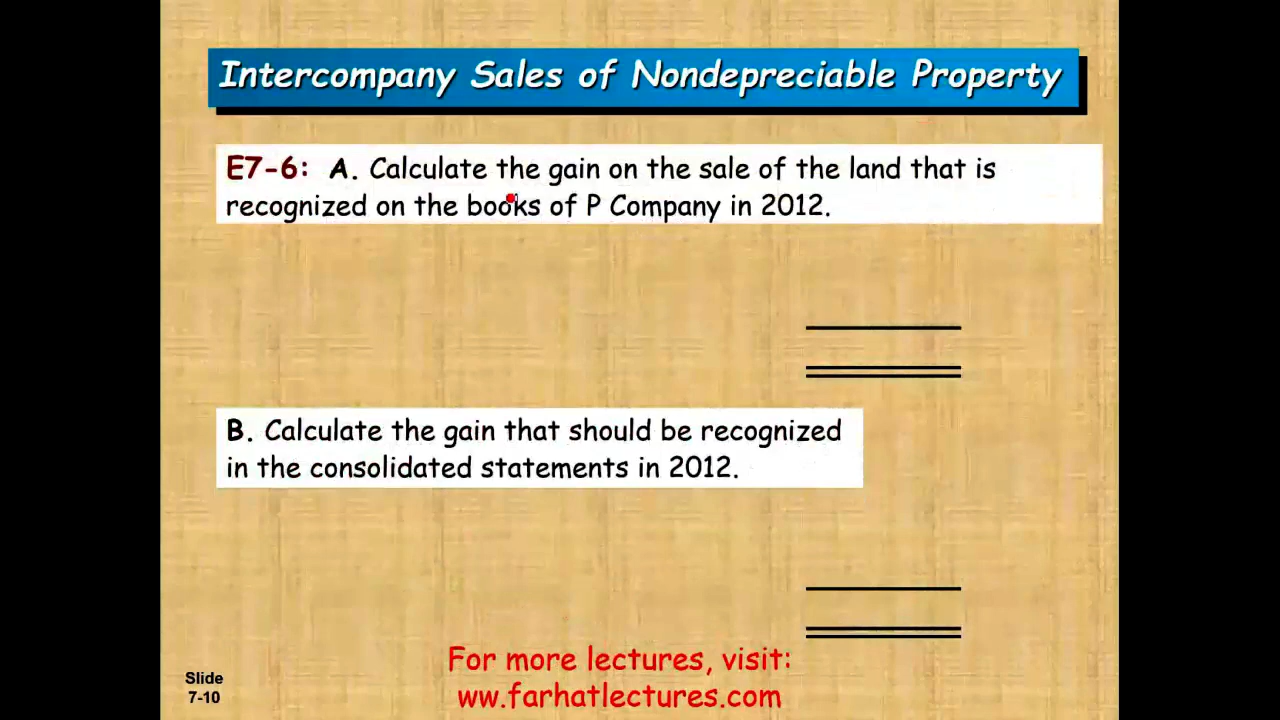 Intercompany Sales of Nondepreciable Property
E7-6: A. Calculate the gain on the sale of the land that is
recognized on the books of P Company in 2012.
B. Calculate the gain that should be recognized
in the consolidated statements in 2012.
For more lectures, visit:
ww.farhatlectures.com
Slide
7-10